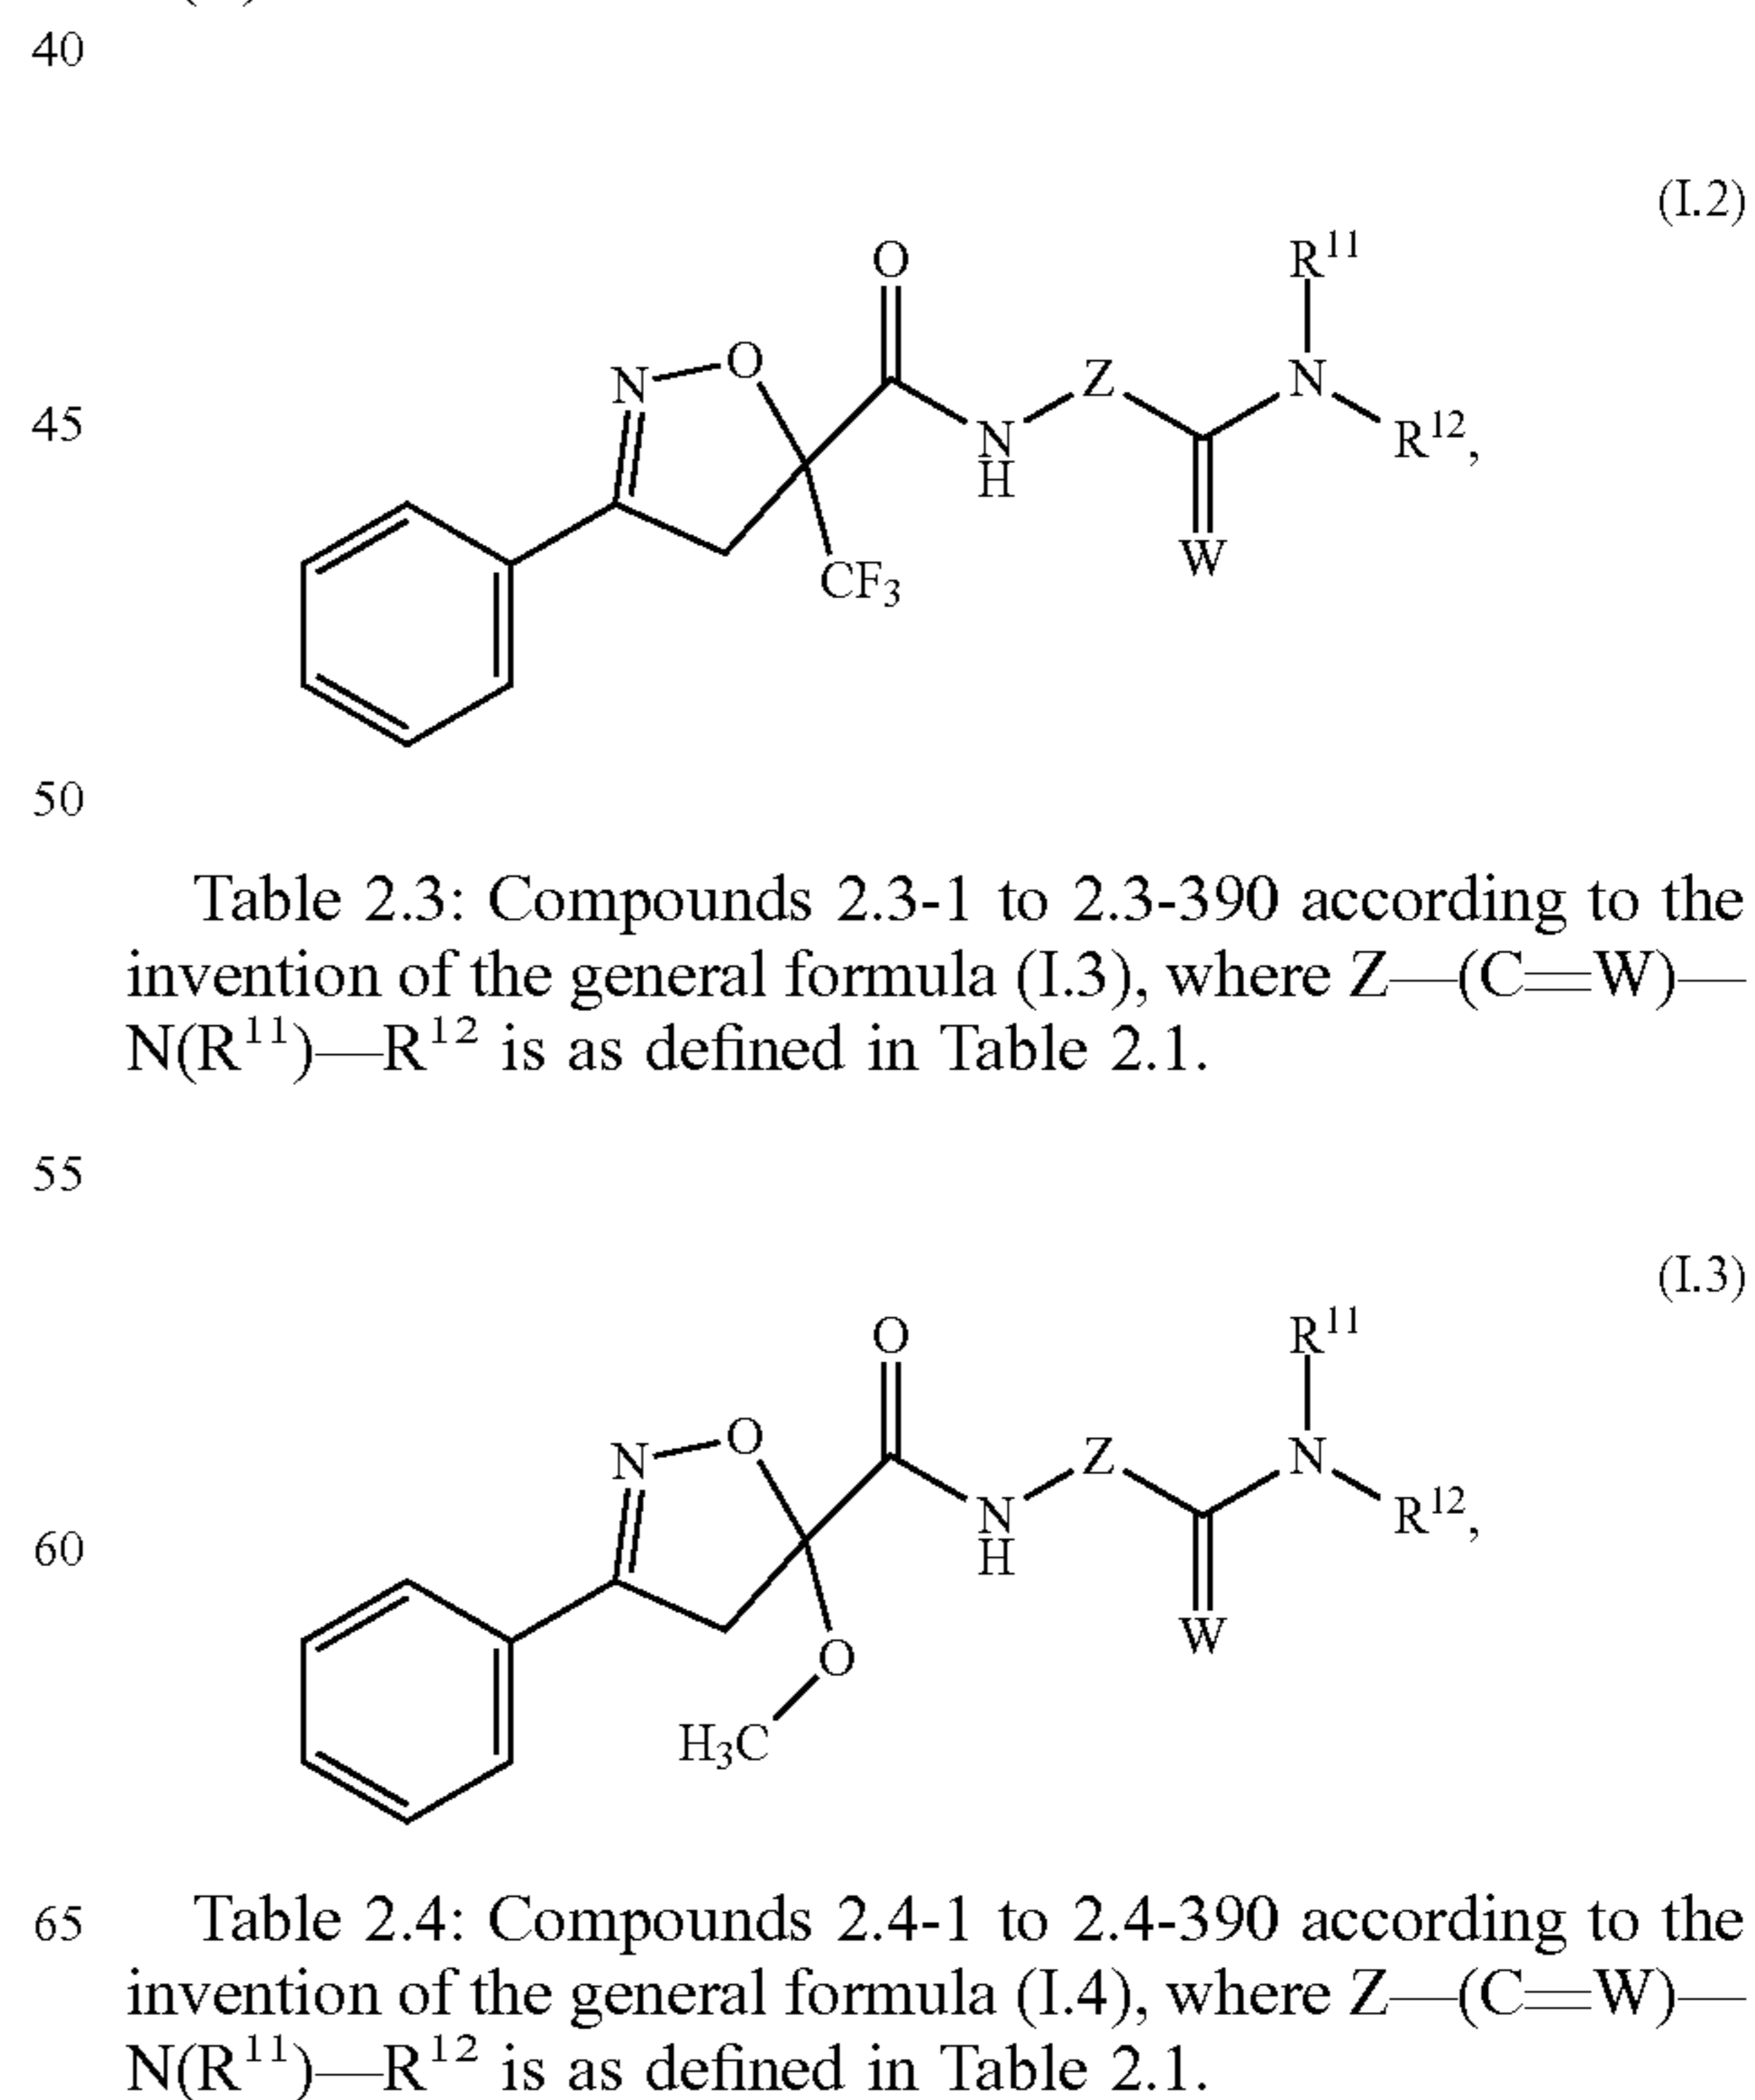 40
(I.2)
O
R¹¹
N
O
Z
N
45
N
H
R¹²,
W
CF₃
50
Table 2.3: Compounds 2.3-1 to 2.3-390 according to the
invention of the general formula (I.3), where Z—(C=W)—
N(R¹¹)—R¹² is as defined in Table 2.1.
55
(I.3)
O
R¹¹
N
O
Z
N
60
N
H
R¹²,
W
O
H₃C
65 Table 2.4: Compounds 2.4-1 to 2.4-390 according to the
invention of the general formula (I.4), where Z—(C=W)—
N(R¹¹)—R¹² is as defined in Table 2.1.